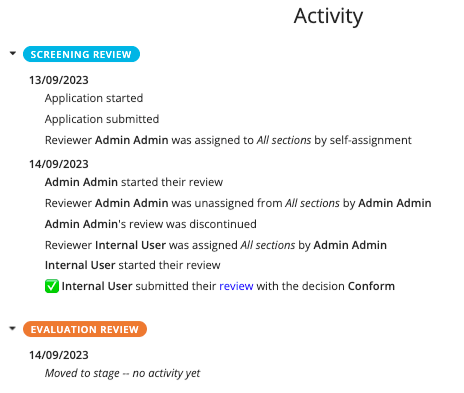 Activity
SCREENING REVIEW
13/09/2023
Application started
Application submitted
Reviewer Admin Admin was assigned to All sections by self-assignment
14/09/2023
Admin Admin started their review
Reviewer Admin Admin was unassigned from All sections by Admin Admin
Admin Admin's review was discontinued
Reviewer Internal User was assigned All sections by Admin Admin
Internal User started their review
Internal User submitted their review with the decision Conform
EVALUATION REVIEW
14/09/2023
Moved to stage -- no activity yet